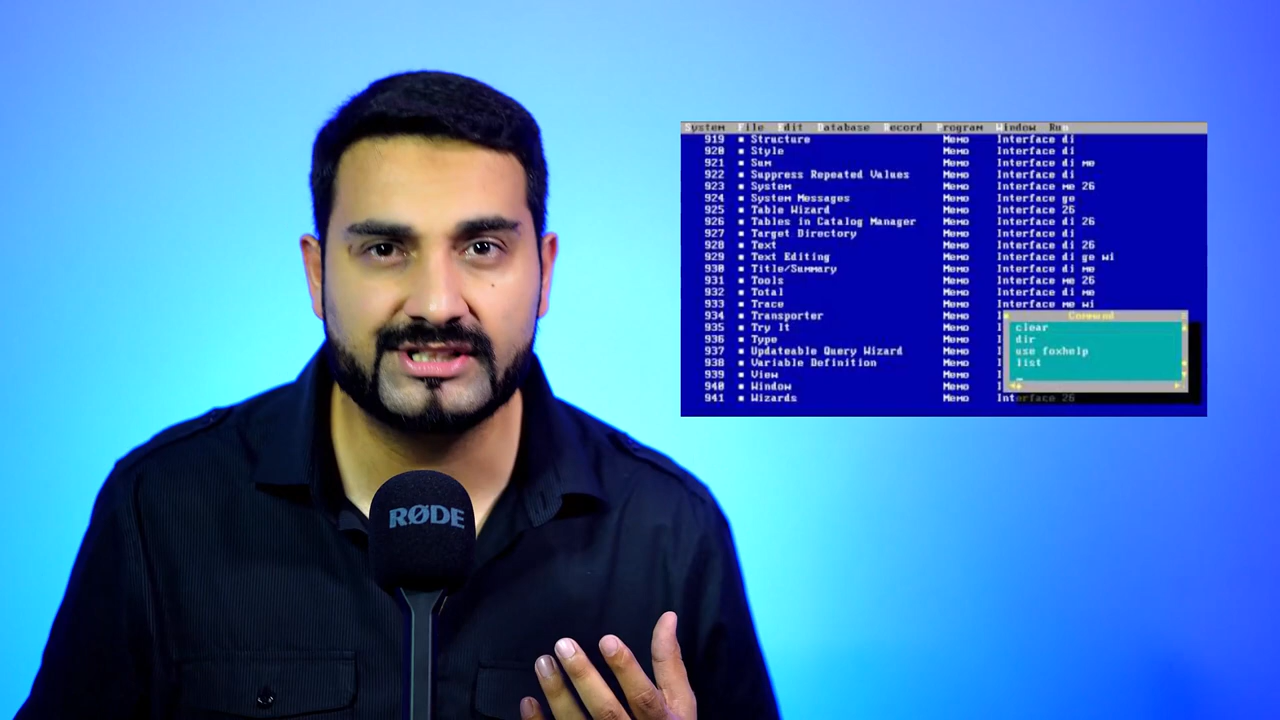 RØDE
System File Edit Database Record Program Window Run
919 Structure Memo Interface di
920 Style Memo Interface di
921 Sum Memo Interface di me
922 Suppress Repeated Values Memo Interface di
923 System Memo Interface me 26
924 System Messages Memo Interface ge
925 Table Wizard Memo Interface 26
926 Tables in Catalog Manager Memo Interface di 26
927 Target Directory Memo Interface di
928 Text Memo Interface di 26
929 Text Editing Memo Interface di ge wi
930 Title/Summary Memo Interface di me
931 Tools Memo Interface me 26
932 Total Memo Interface di me
933 Trace Memo Interface me wi
934 Transporter Memo I
935 Try It Memo I
936 Type Memo I
937 Updateable Query Wizard Memo I
938 Variable Definition Memo I
939 View Memo I
940 Window Memo I
941 Wizards Memo Interface 26
Command
clear
dir
use foxhelp
list